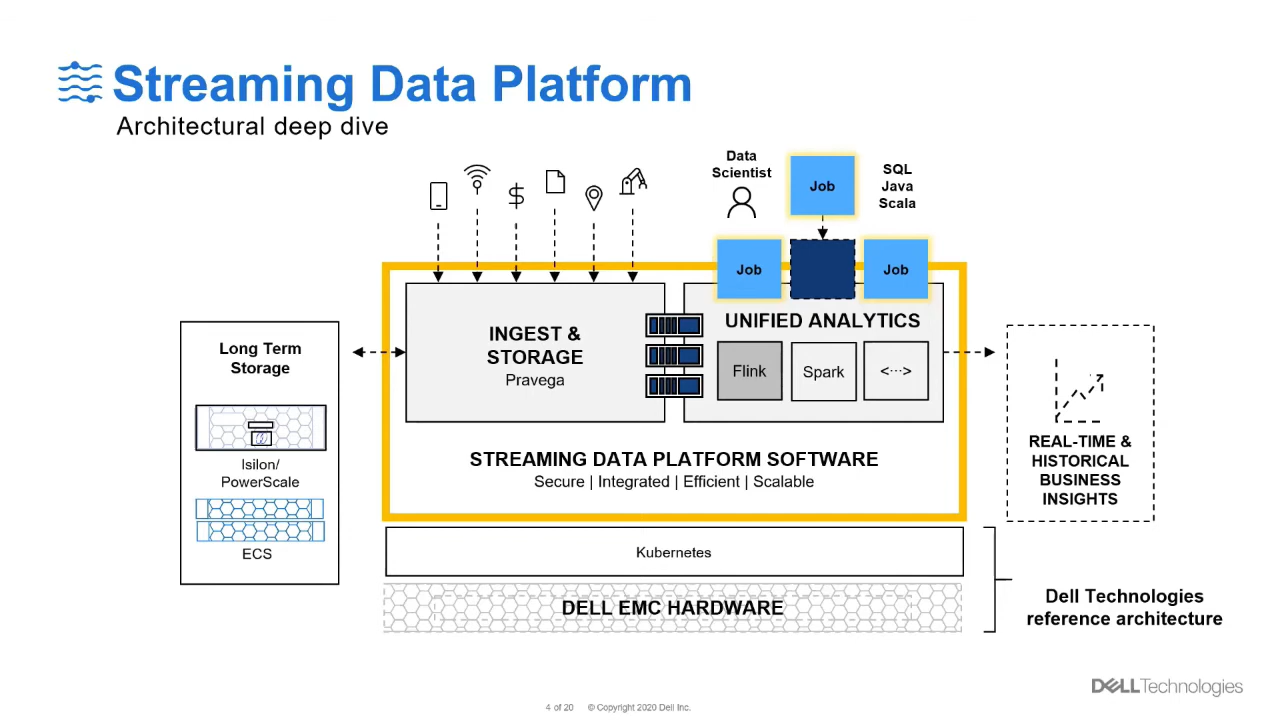 Streaming Data Platform
Architectural deep dive
Data
Scientist
Job
SQL
Java
Scala
Job
Job
$
INGEST &
STORAGE
Pravega
UNIFIED ANALYTICS
Flink
Spark
<···>
Long Term
Storage
Isilon/
PowerScale
ECS
STREAMING DATA PLATFORM SOFTWARE
Secure | Integrated | Efficient | Scalable
REAL-TIME &
HISTORICAL
BUSINESS
INSIGHTS
Kubernetes
DELL EMC HARDWARE
Dell Technologies
reference architecture
DELLTechnologies
4 of 20 © Copyright 2020 Dell Inc.